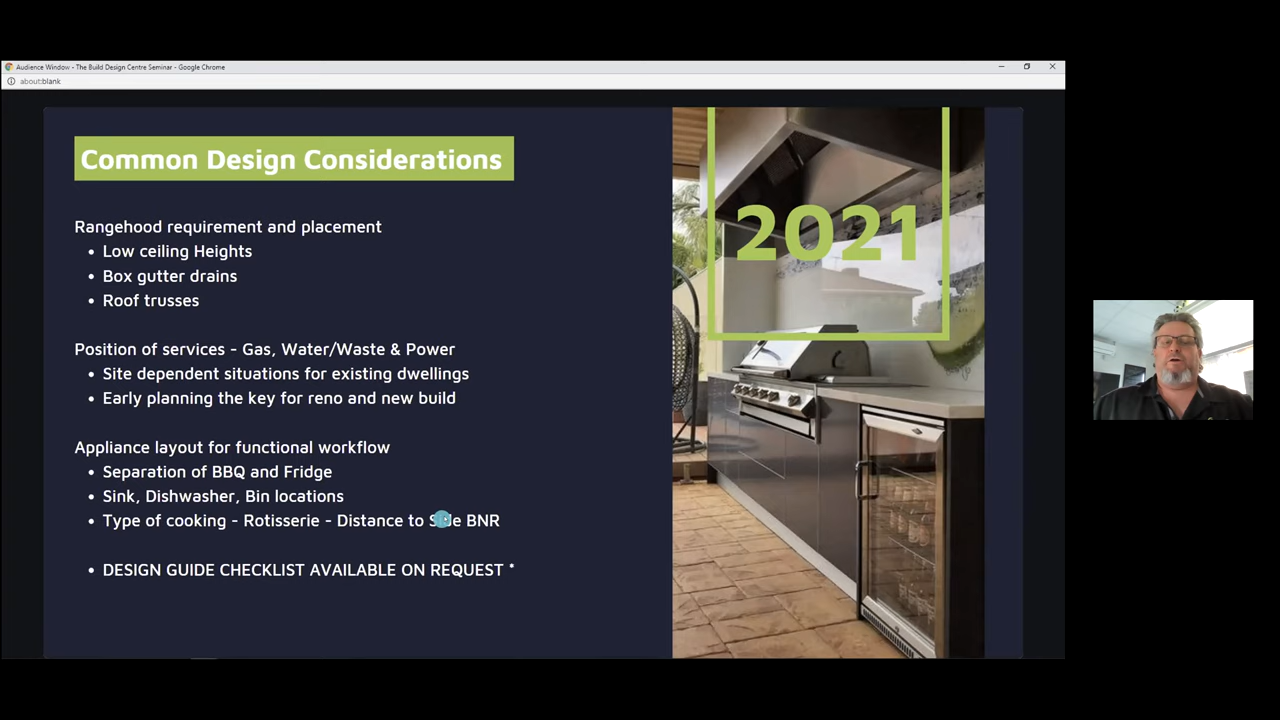 Audience Window - The Build Design Centre Seminar - Google Chrome
about:blank
Common Design Considerations
2021
Rangehood requirement and placement
• Low ceiling Heights
• Box gutter drains
• Roof trusses
Position of services - Gas, Water/Waste & Power
• Site dependent situations for existing dwellings
• Early planning the key for reno and new build
Appliance layout for functional workflow
• Separation of BBQ and Fridge
• Sink, Dishwasher, Bin locations
• Type of cooking - Rotisserie - Distance to BNR
• DESIGN GUIDE CHECKLIST AVAILABLE ON REQUEST *